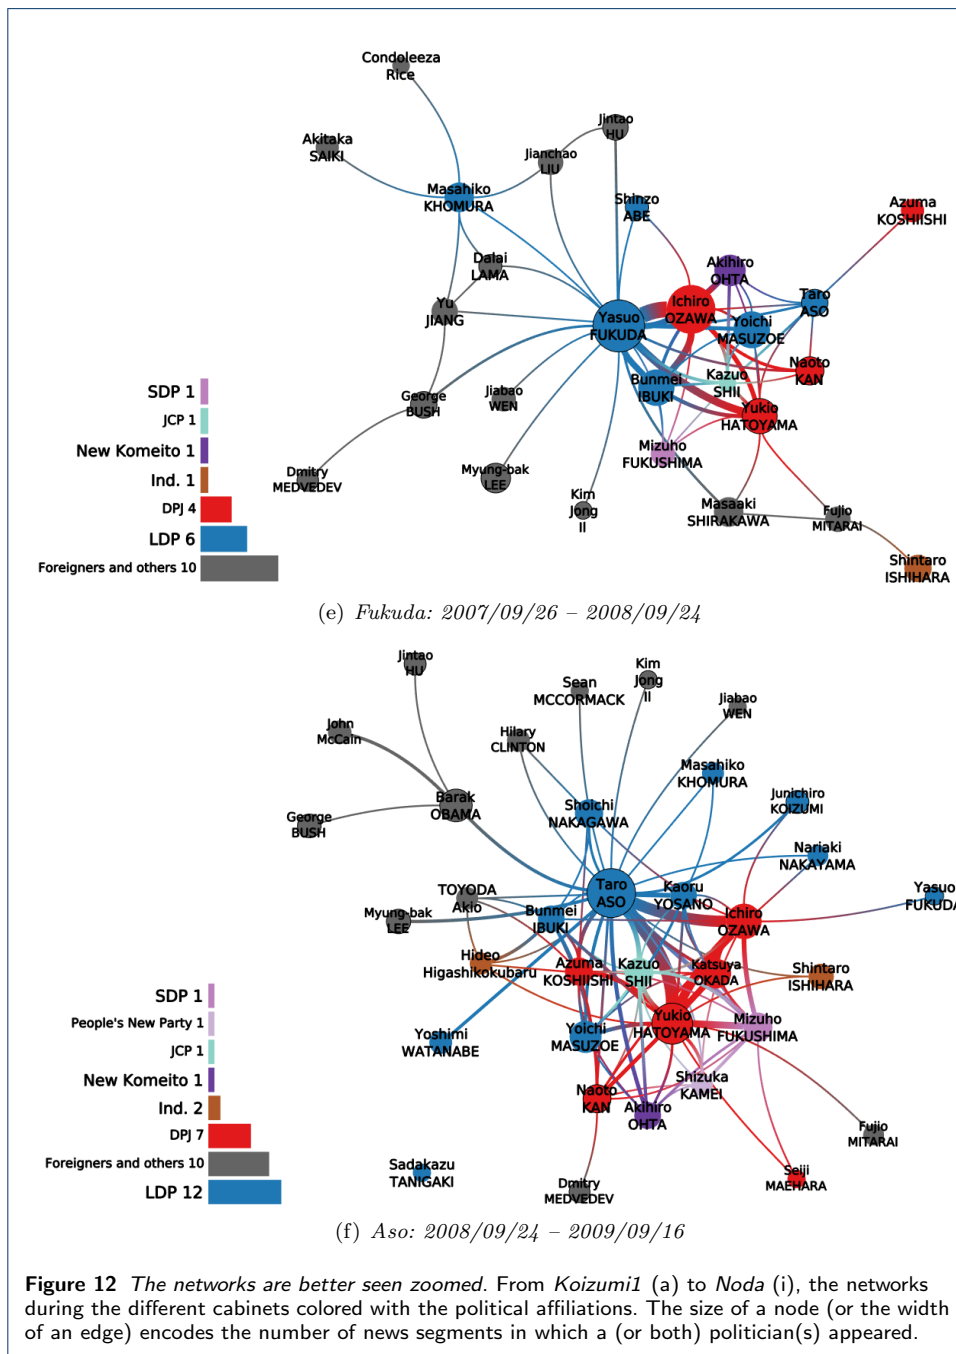 Condoleeza
Rice
Akitaka
SAIKI
Jintao
HU
Jianchao
LIU
Masahiko
KHOMURA
Shinzo
ABE
Azuma
KOSHIISHI
Dalai
LAMA
Akihiro
OHTA
Yu
JIANG
Yasuo
FUKUDA
Ichiro
OZAWA
Taro
ASO
Yoichi
MASUZOE
Naoto
KAN
Kazuo
SHII
Bunmei
IBUKI
George
BUSH
Jiabao
WEN
Yukio
HATOYAMA
Mizuho
FUKUSHIMA
Dmitry
MEDVEDEV
Myung-bak
LEE
Kim
Jong
Il
Masaaki
SHIRAKAWA
Fujio
MITARAI
Shintaro
ISHIHARA
SDP 1
JCP 1
New Komeito 1
Ind. 1
DPJ 4
LDP 6
Foreigners and others 10
(e) Fukuda: 2007/09/26 – 2008/09/24
Jintao
HU
Sean
MCCORMACK
Kim
Jong
Il
Jiabao
WEN
John
McCain
Hilary
CLINTON
Masahiko
KHOMURA
Barak
OBAMA
Shoichi
NAKAGAWA
Junichiro
KOIZUMI
George
BUSH
Nariaki
NAKAYAMA
Taro
ASO
Kaoru
YOSANO
Yasuo
FUKUDA
TOYODA
Akio
Myung-bak
LEE
Bunmei
IBUKI
Ichiro
OZAWA
Hideo
Higashikokubaru
Azuma
KOSHIISHI
Kazuo
SHII
Katsuya
OKADA
Shintaro
ISHIHARA
Yoshimi
WATANABE
Yoichi
MASUZOE
Yukio
HATOYAMA
Mizuho
FUKUSHIMA
Shizuka
KAMEI
Naoto
KAN
Akihiro
OHTA
Fujio
MITARAI
Sadakazu
TANIGAKI
Dmitry
MEDVEDEV
Seiji
MAEHARA
SDP 1
People's New Party 1
JCP 1
New Komeito 1
Ind. 2
DPJ 7
Foreigners and others 10
LDP 12
(f) Aso: 2008/09/24 – 2009/09/16
Figure 12 The networks are better seen zoomed. From Koizumi1 (a) to Noda (i), the networks
during the different cabinets colored with the political affiliations. The size of a node (or the width
of an edge) encodes the number of news segments in which a (or both) politician(s) appeared.